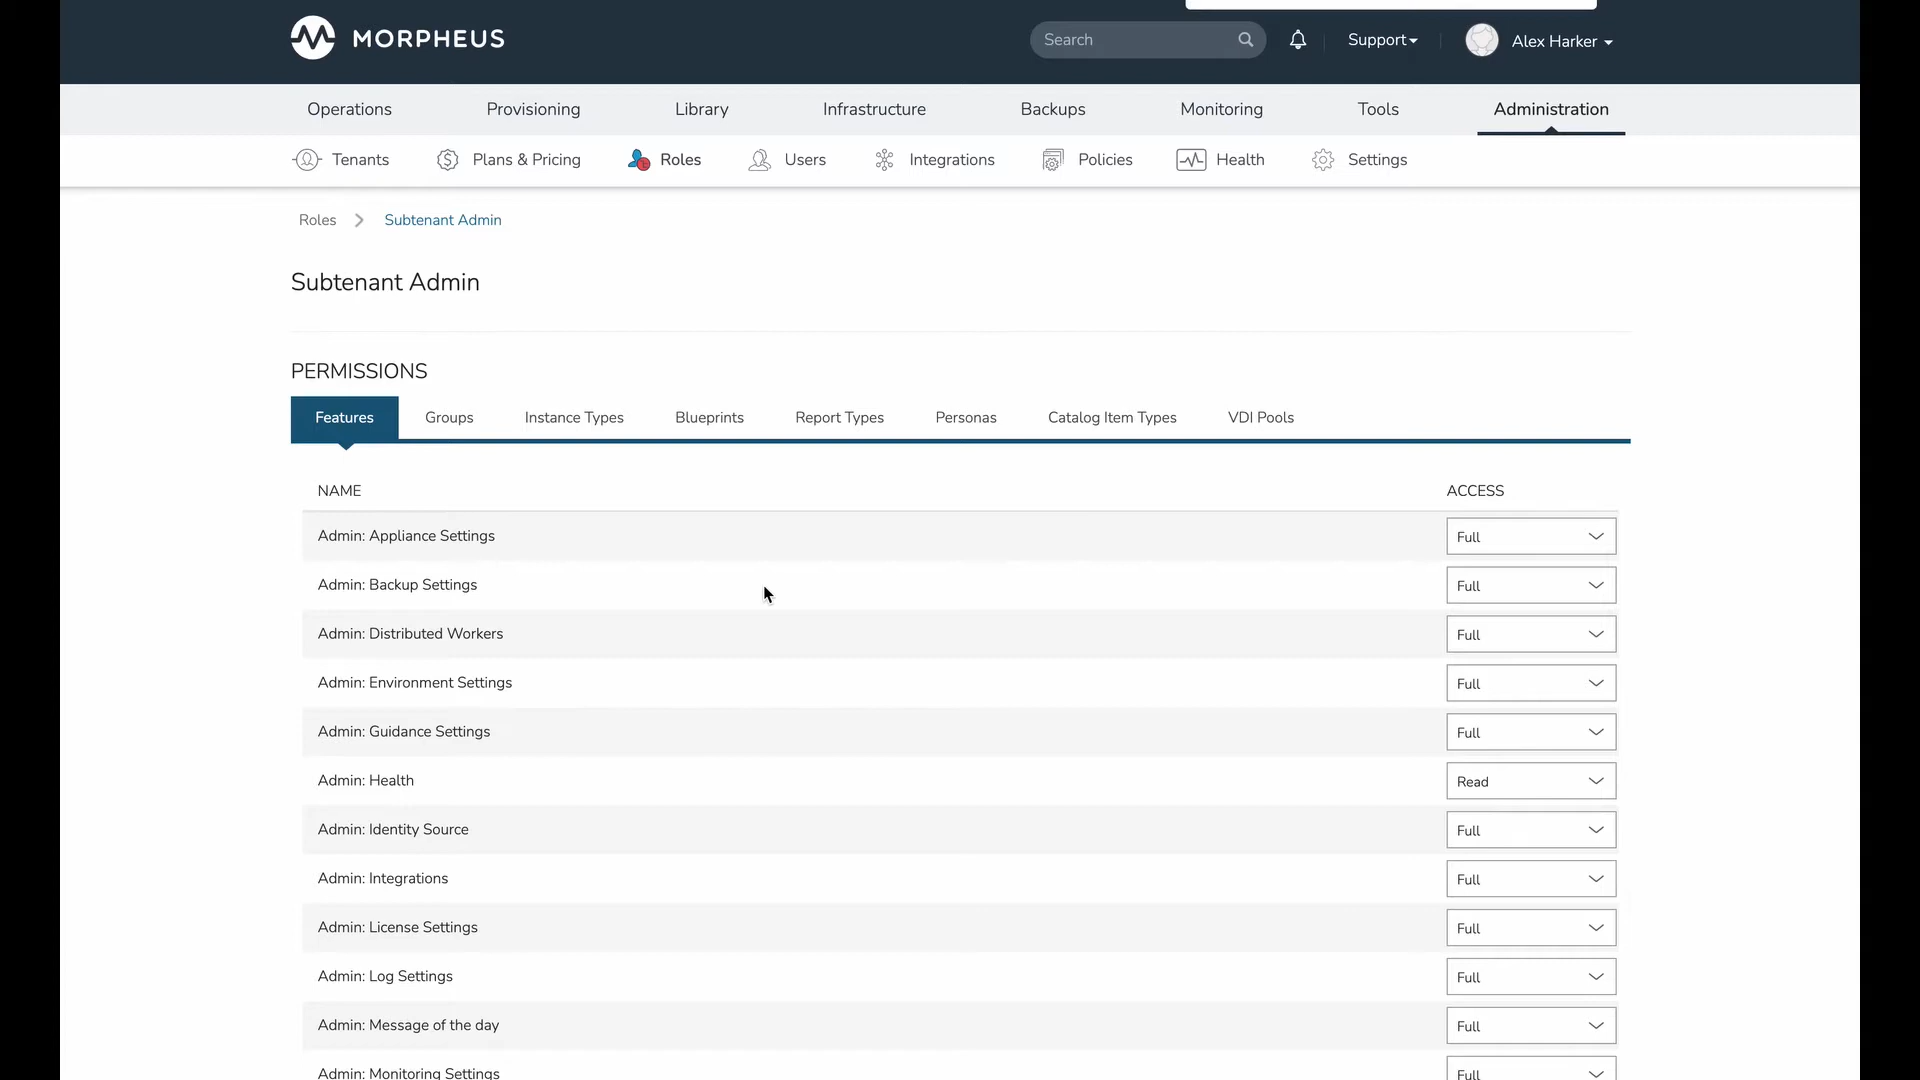 MORPHEUS
Search
Support
Alex Harker
Operations
Provisioning
Library
Infrastructure
Backups
Monitoring
Tools
Administration
Tenants
Plans & Pricing
Roles
Users
Integrations
Policies
Health
Settings
Roles
Subtenant Admin
Subtenant Admin
PERMISSIONS
Features
Groups
Instance Types
Blueprints
Report Types
Personas
Catalog Item Types
VDI Pools
NAME ACCESS
Admin: Appliance Settings Full
Admin: Backup Settings Full
Admin: Distributed Workers Full
Admin: Environment Settings Full
Admin: Guidance Settings Full
Admin: Health Read
Admin: Identity Source Full
Admin: Integrations Full
Admin: License Settings Full
Admin: Log Settings Full
Admin: Message of the day Full
Admin: Monitoring Settings Full